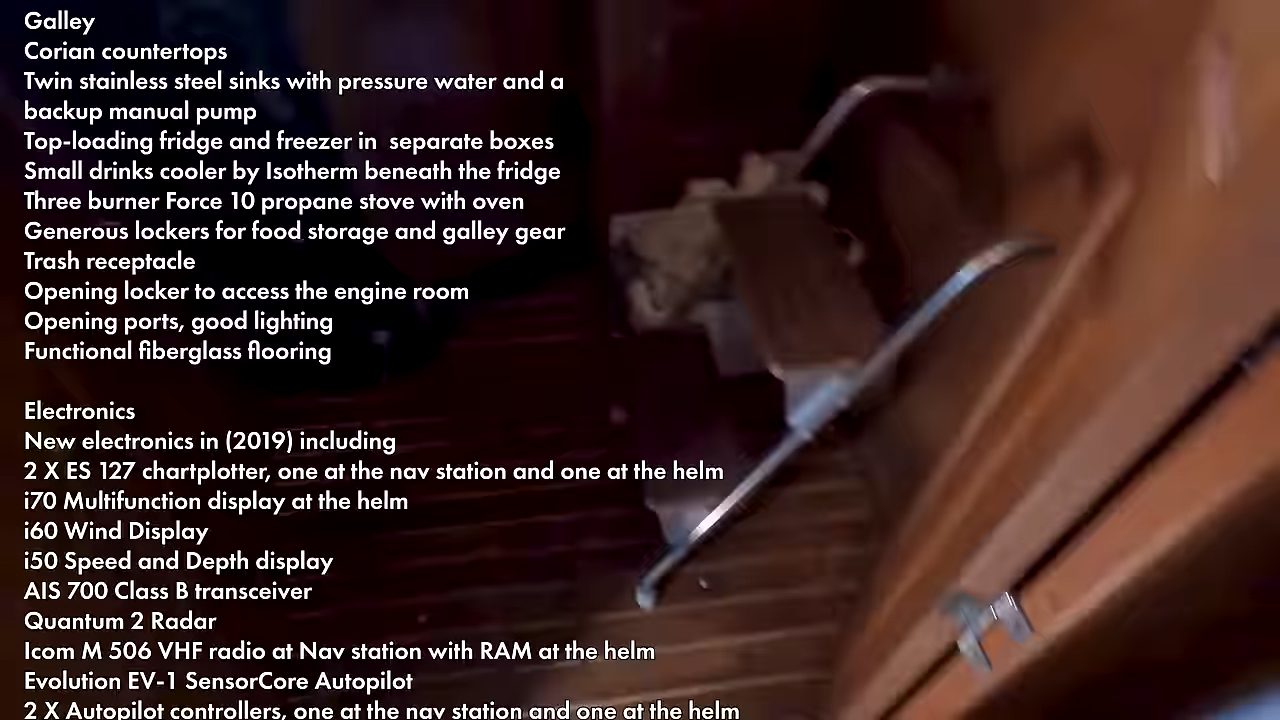 Galley
Corian countertops
Twin stainless steel sinks with pressure water and a
backup manual pump
Top-loading fridge and freezer in  separate boxes
Small drinks cooler by Isotherm beneath the fridge
Three burner Force 10 propane stove with oven
Generous lockers for food storage and galley gear
Trash receptacle
Opening locker to access the engine room
Opening ports, good lighting
Functional fiberglass flooring
Electronics
New electronics in (2019) including
2 X ES 127 chartplotter, one at the nav station and one at the helm
i70 Multifunction display at the helm
i60 Wind Display
i50 Speed and Depth display
AIS 700 Class B transceiver
Quantum 2 Radar
Icom M 506 VHF radio at Nav station with RAM at the helm
Evolution EV-1 SensorCore Autopilot
2 X Autopilot controllers, one at the nav station and one at the helm